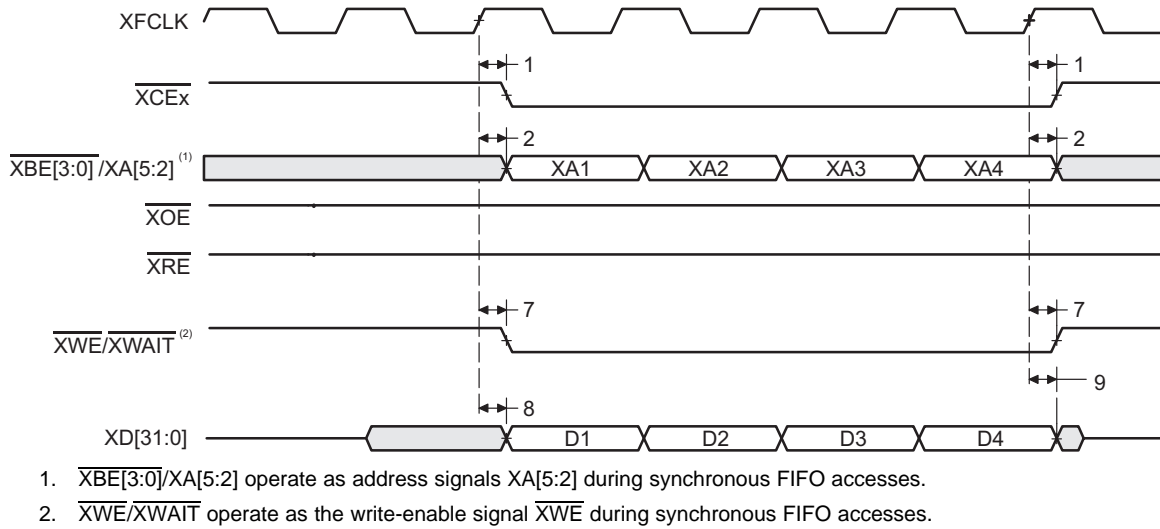 XFCLK
1 1
XCEx
2 2
XBE[3:0] /XA[5:2] (1) XA1 XA2 XA3 XA4
XOE
XRE
7 7
XWE/XWAIT (2)
9
8
XD[31:0] D1 D2 D3 D4
1. XBE[3:0]/XA[5:2] operate as address signals XA[5:2] during synchronous FIFO accesses.
2. XWE/XWAIT operate as the write-enable signal XWE during synchronous FIFO accesses.